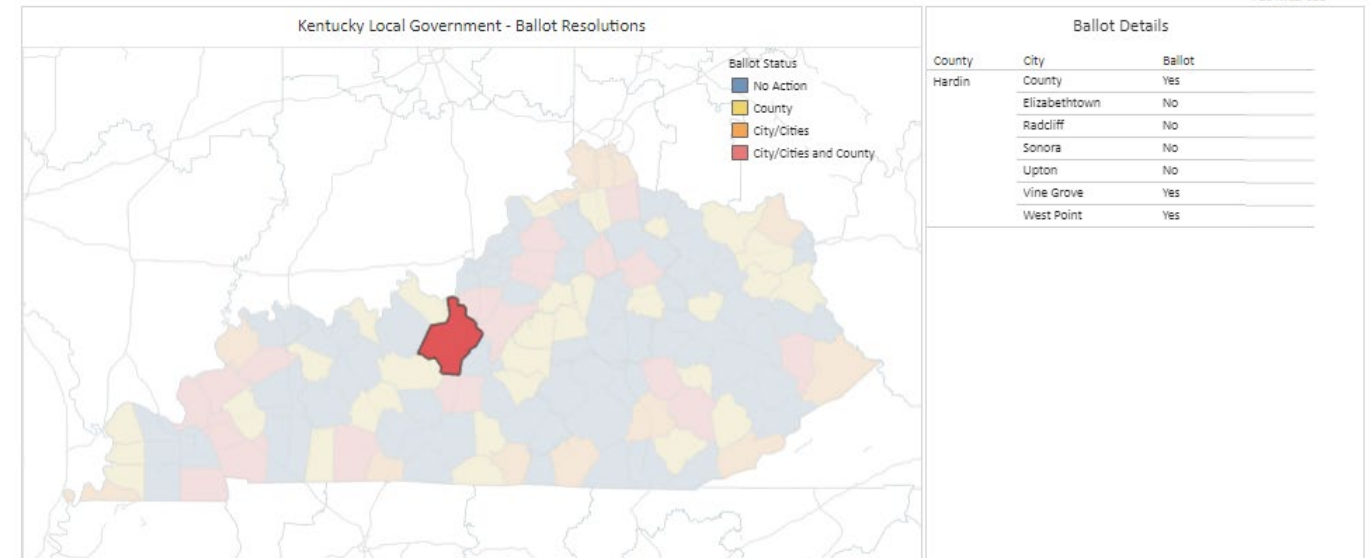 Kentucky Local Government - Ballot Resolutions
Ballot Status
No Action
County
City/Cities
City/Cities and County
Ballot Details
County City Ballot
Hardin County Yes
Elizabethtown No
Radcliff No
Sonora No
Upton No
Vine Grove Yes
West Point Yes